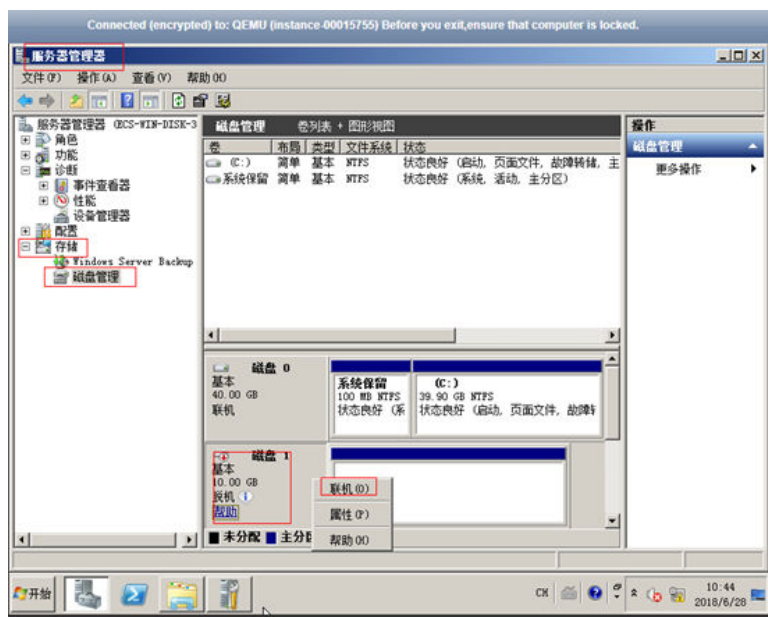 Connected (encrypted) to: QEMU (instance-00015755) Before you exit,ensure that computer is locked.
服务器管理器
文件(F) 操作(A) 查看(V) 帮助(H)
服务器管理器 (ECS-WIN-DISK-3
角色
功能
诊断
事件查看器
性能
设备管理器
配置
存储
Windows Server Backup
磁盘管理
磁盘管理 卷列表 + 图形视图
卷 布局 类型 文件系统 状态
(C:) 简单 基本 NTFS 状态良好 (启动, 页面文件, 故障转储, 主
系统保留 简单 基本 NTFS 状态良好 (系统, 活动, 主分区)
磁盘 0
基本
40.00 GB
联机
系统保留
100 MB NTFS
状态良好 (系
(C:)
39.90 GB NTFS
状态良好 (启动, 页面文件, 故障转
磁盘 1
基本
10.00 GB
脱机
帮助
联机(O)
属性(P)
帮助(H)
未分配 主分区
操作
磁盘管理
更多操作
开始
CH
10:44
2018/6/28